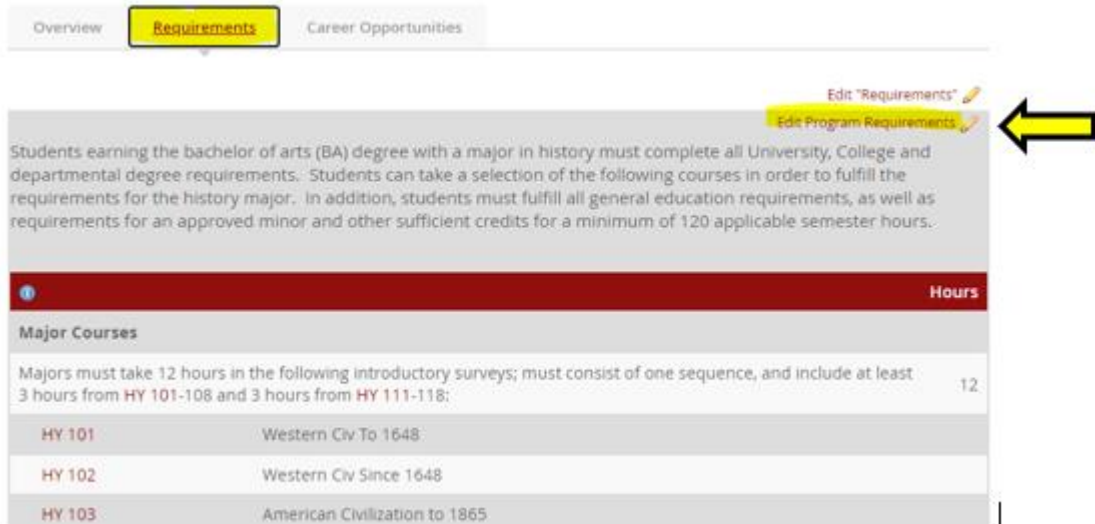 Overview Requirements Career Opportunities
Edit "Requirements"
Edit Program Requirements
Students earning the bachelor of arts (BA) degree with a major in history must complete all University, College and
departmental degree requirements. Students can take a selection of the following courses in order to fulfill the
requirements for the history major. In addition, students must fulfill all general education requirements, as well as
requirements for an approved minor and other sufficient credits for a minimum of 120 applicable semester hours.
Hours
Major Courses
Majors must take 12 hours in the following introductory surveys; must consist of one sequence, and include at least 12
3 hours from HY 101-108 and 3 hours from HY 111-118:
HY 101 Western Civ To 1648
HY 102 Western Civ Since 1648
HY 103 American Civilization to 1865